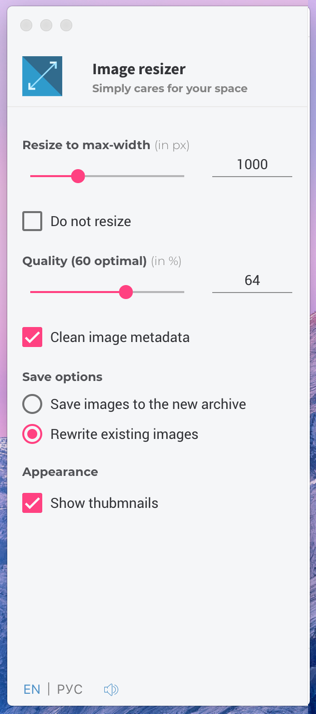 Image resizer
Simply cares for your space
Resize to max-width (in px)
1000
Do not resize
Quality (60 optimal) (in %)
64
Clean image metadata
Save options
Save images to the new archive
Rewrite existing images
Appearance
Show thubmnails
EN | РУС